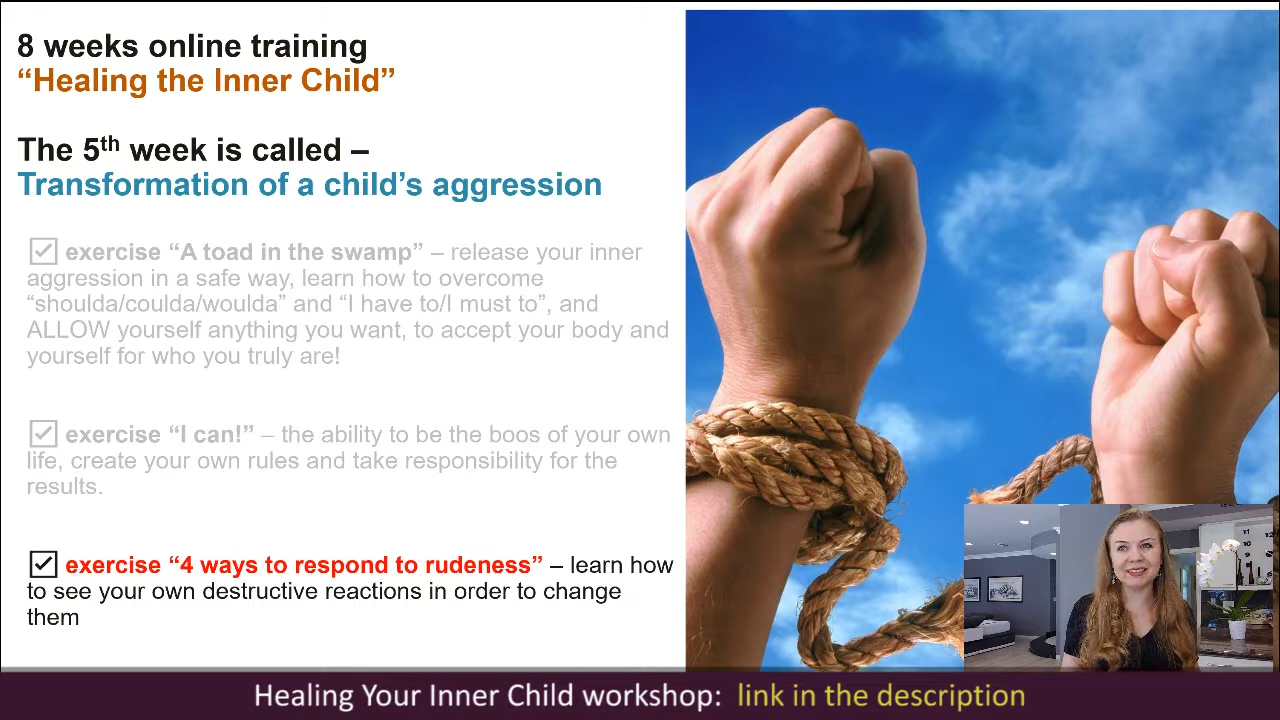 8 weeks online training
“Healing the Inner Child”
The 5th week is called –
Transformation of a child’s aggression
exercise “A toad in the swamp” – release your inner
aggression in a safe way, learn how to overcome
“shoulda/coulda/woulda” and “I have to/I must to”, and
ALLOW yourself anything you want, to accept your body and
yourself for who you truly are!
exercise “I can!” – the ability to be the boos of your own
life, create your own rules and take responsibility for the
results.
exercise “4 ways to respond to rudeness” – learn how
to see your own destructive reactions in order to change
them
Healing Your Inner Child workshop: link in the description